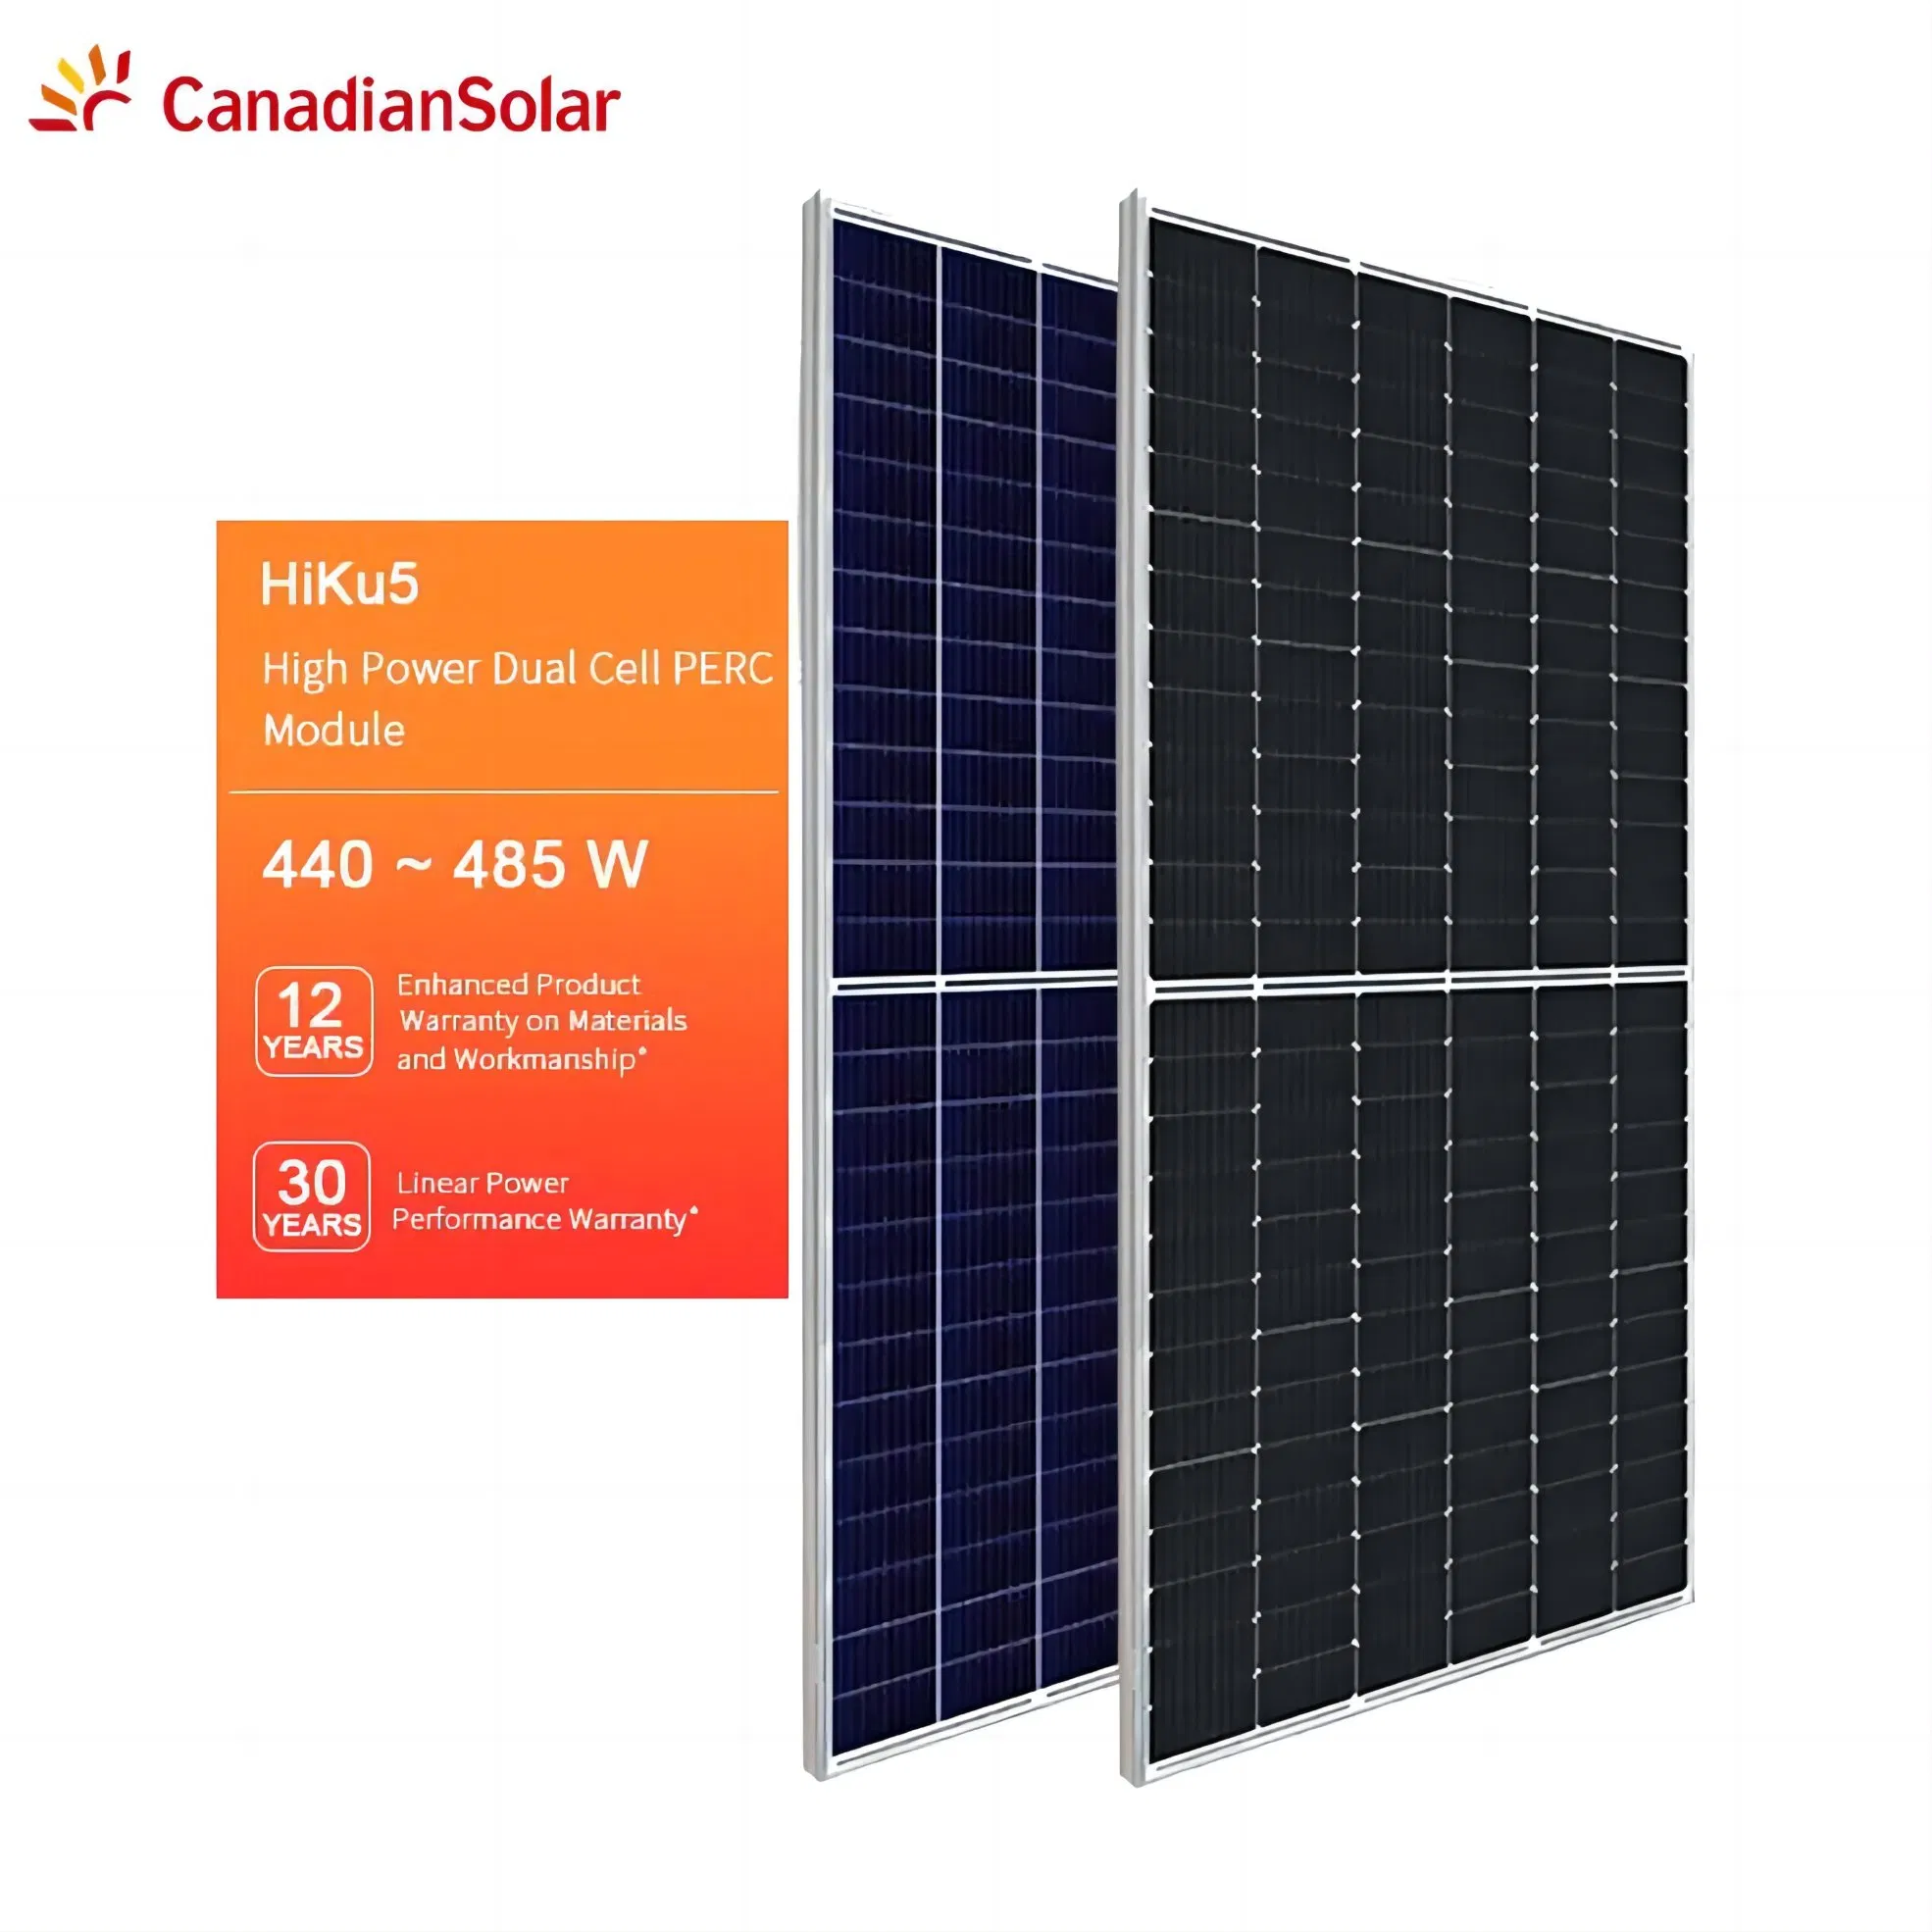 CanadianSolar
HiKu5
High Power Dual Cell PERC
Module
440 ~ 485 W
12
YEARS
Enhanced Product
Warranty on Materials
and Workmanship*
30
YEARS
Linear Power
Performance Warranty*